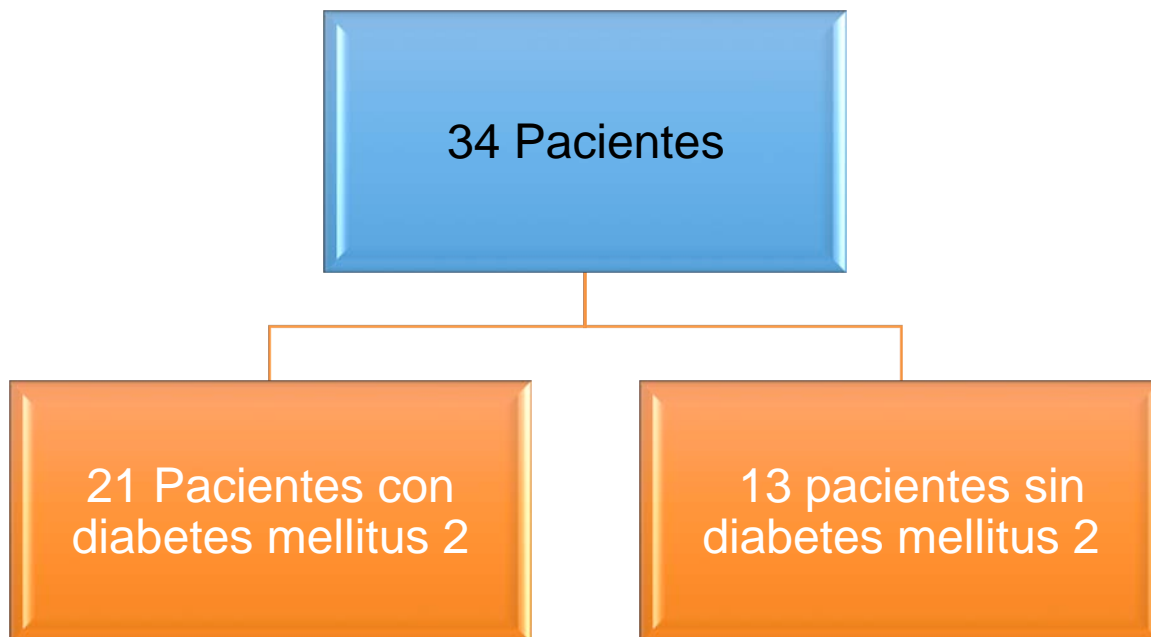 34 Pacientes
21 Pacientes con
diabetes mellitus 2
13 pacientes sin
diabetes mellitus 2